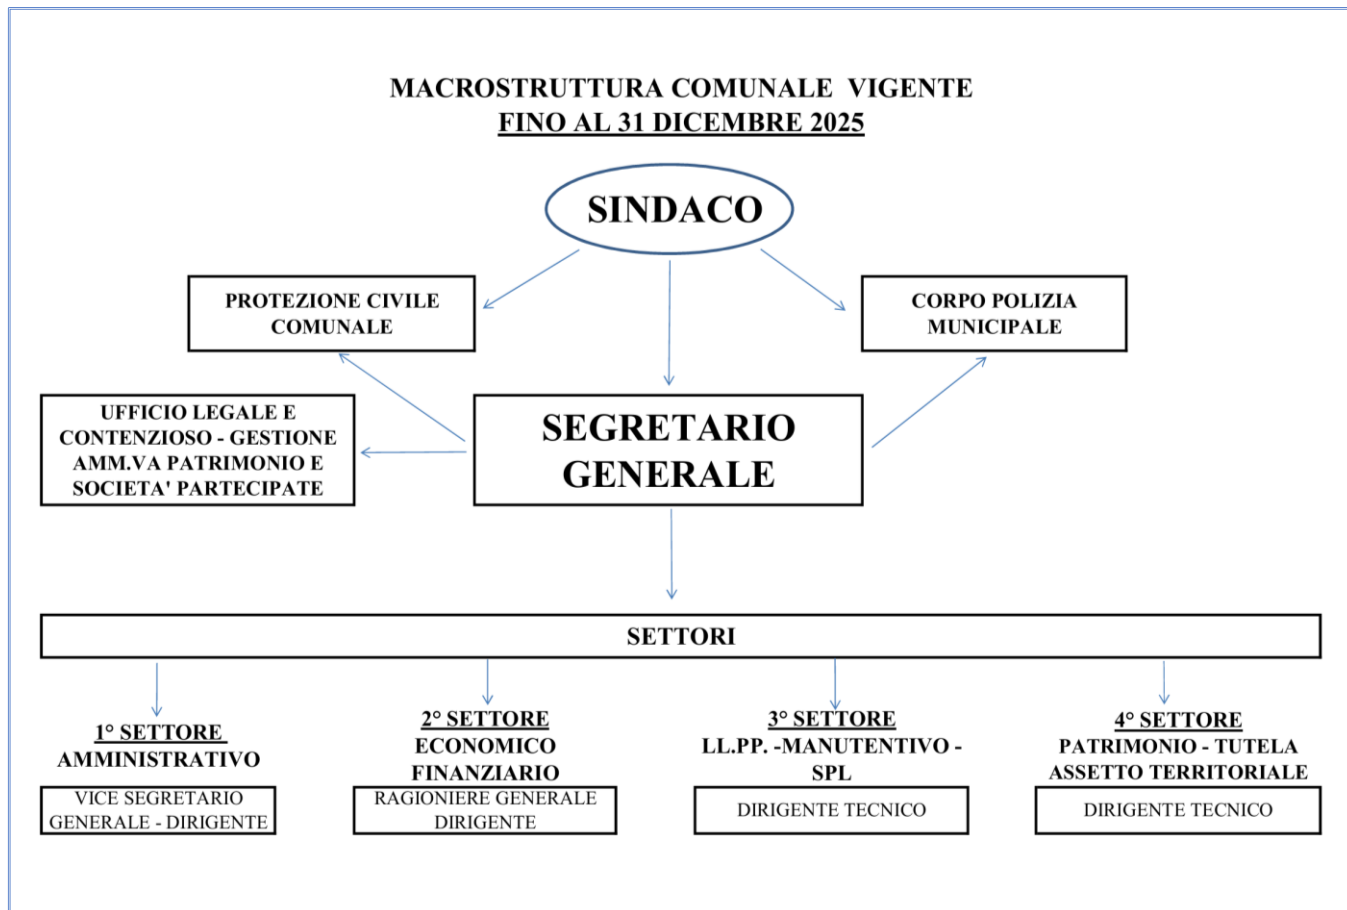 MACROSTRUTTURA COMUNALE VIGENTE
FINO AL 31 DICEMBRE 2025
SINDACO
PROTEZIONE CIVILE
COMUNALE
CORPO POLIZIA
MUNICIPALE
UFFICIO LEGALE E
CONTENZIOSO - GESTIONE
AMM.VA PATRIMONIO E
SOCIETA' PARTECIPATE
SEGRETARIO
GENERALE
SETTORI
1° SETTORE
AMMINISTRATIVO
VICE SEGRETARIO
GENERALE - DIRIGENTE
2° SETTORE
ECONOMICO
FINANZIARIO
RAGIONIERE GENERALE
DIRIGENTE
3° SETTORE
LL.PP. -MANUTENTIVO -
SPL
DIRIGENTE TECNICO
4° SETTORE
PATRIMONIO - TUTELA
ASSETTO TERRITORIALE
DIRIGENTE TECNICO